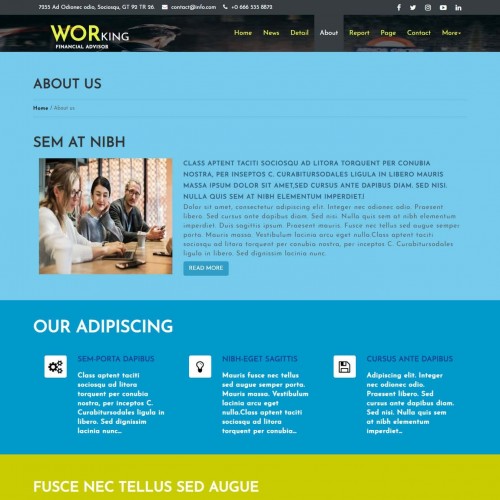 7255 Ad Odionec odio, Sociosqu, GT 92 TR 26. contact@info.com +0 666 555 8872
WORKING
FINANCIAL ADVISOR
Home News Detail About Report Page Contact More+
ABOUT US
Home / About us
SEM AT NIBH
CLASS APTENT TACITI SOCIOSQU AD LITORA TORQUENT PER CONUBIA
NOSTRA, PER INCEPTOS C. CURABITURSODALES LIGULA IN LIBERO MAURIS
MASSA IPSUM DOLOR SIT AMET,SED CURSUS ANTE DAPIBUS DIAM. SED NISI.
NULLA QUIS SEM AT NIBH ELEMENTUM IMPERDIET.!
Dolor sit amet, consectetur adipiscing elit. Integer nec odionec odio. Praesent
libero. Sed cursus ante dapibus diam. Sed nisi. Nulla quis sem at nibh elementum
imperdiet. Duis sagittis ipsum. Praesent mauris. Fusce nec tellus sed augue semper porta.
Mauris massa. Vestibulum lacinia arcu eget nulla.Class aptent taciti
sociosqu ad litora torquent per conubia nostra, per inceptos C. Curabitursodales
ligula in libero. Sed dignissim lacinia nunc.
READ MORE
OUR ADIPISCING
SEM-PORTA DAPIBUS
Class aptent taciti
sociosqu ad litora
torquent per conubia
nostra, per inceptos C.
Curabitursodales ligula in
libero. Sed dignissim
lacinia nunc...
NIBH-EGET SAGITTIS
Mauris fusce nec tellus
sed augue semper porta.
Mauris massa. Vestibulum
lacinia arcu eget
nulla.Class aptent taciti
sociosqu ad litora
torquent per conubia...
CURSUS ANTE DAPIBUS
Adipiscing elit. Integer
nec odionec odio.
Praesent libero. Sed
cursus ante dapibus diam.
Sed nisi. Nulla quis sem
at nibh elementum
imperdiet...
FUSCE NEC TELLUS SED AUGUE